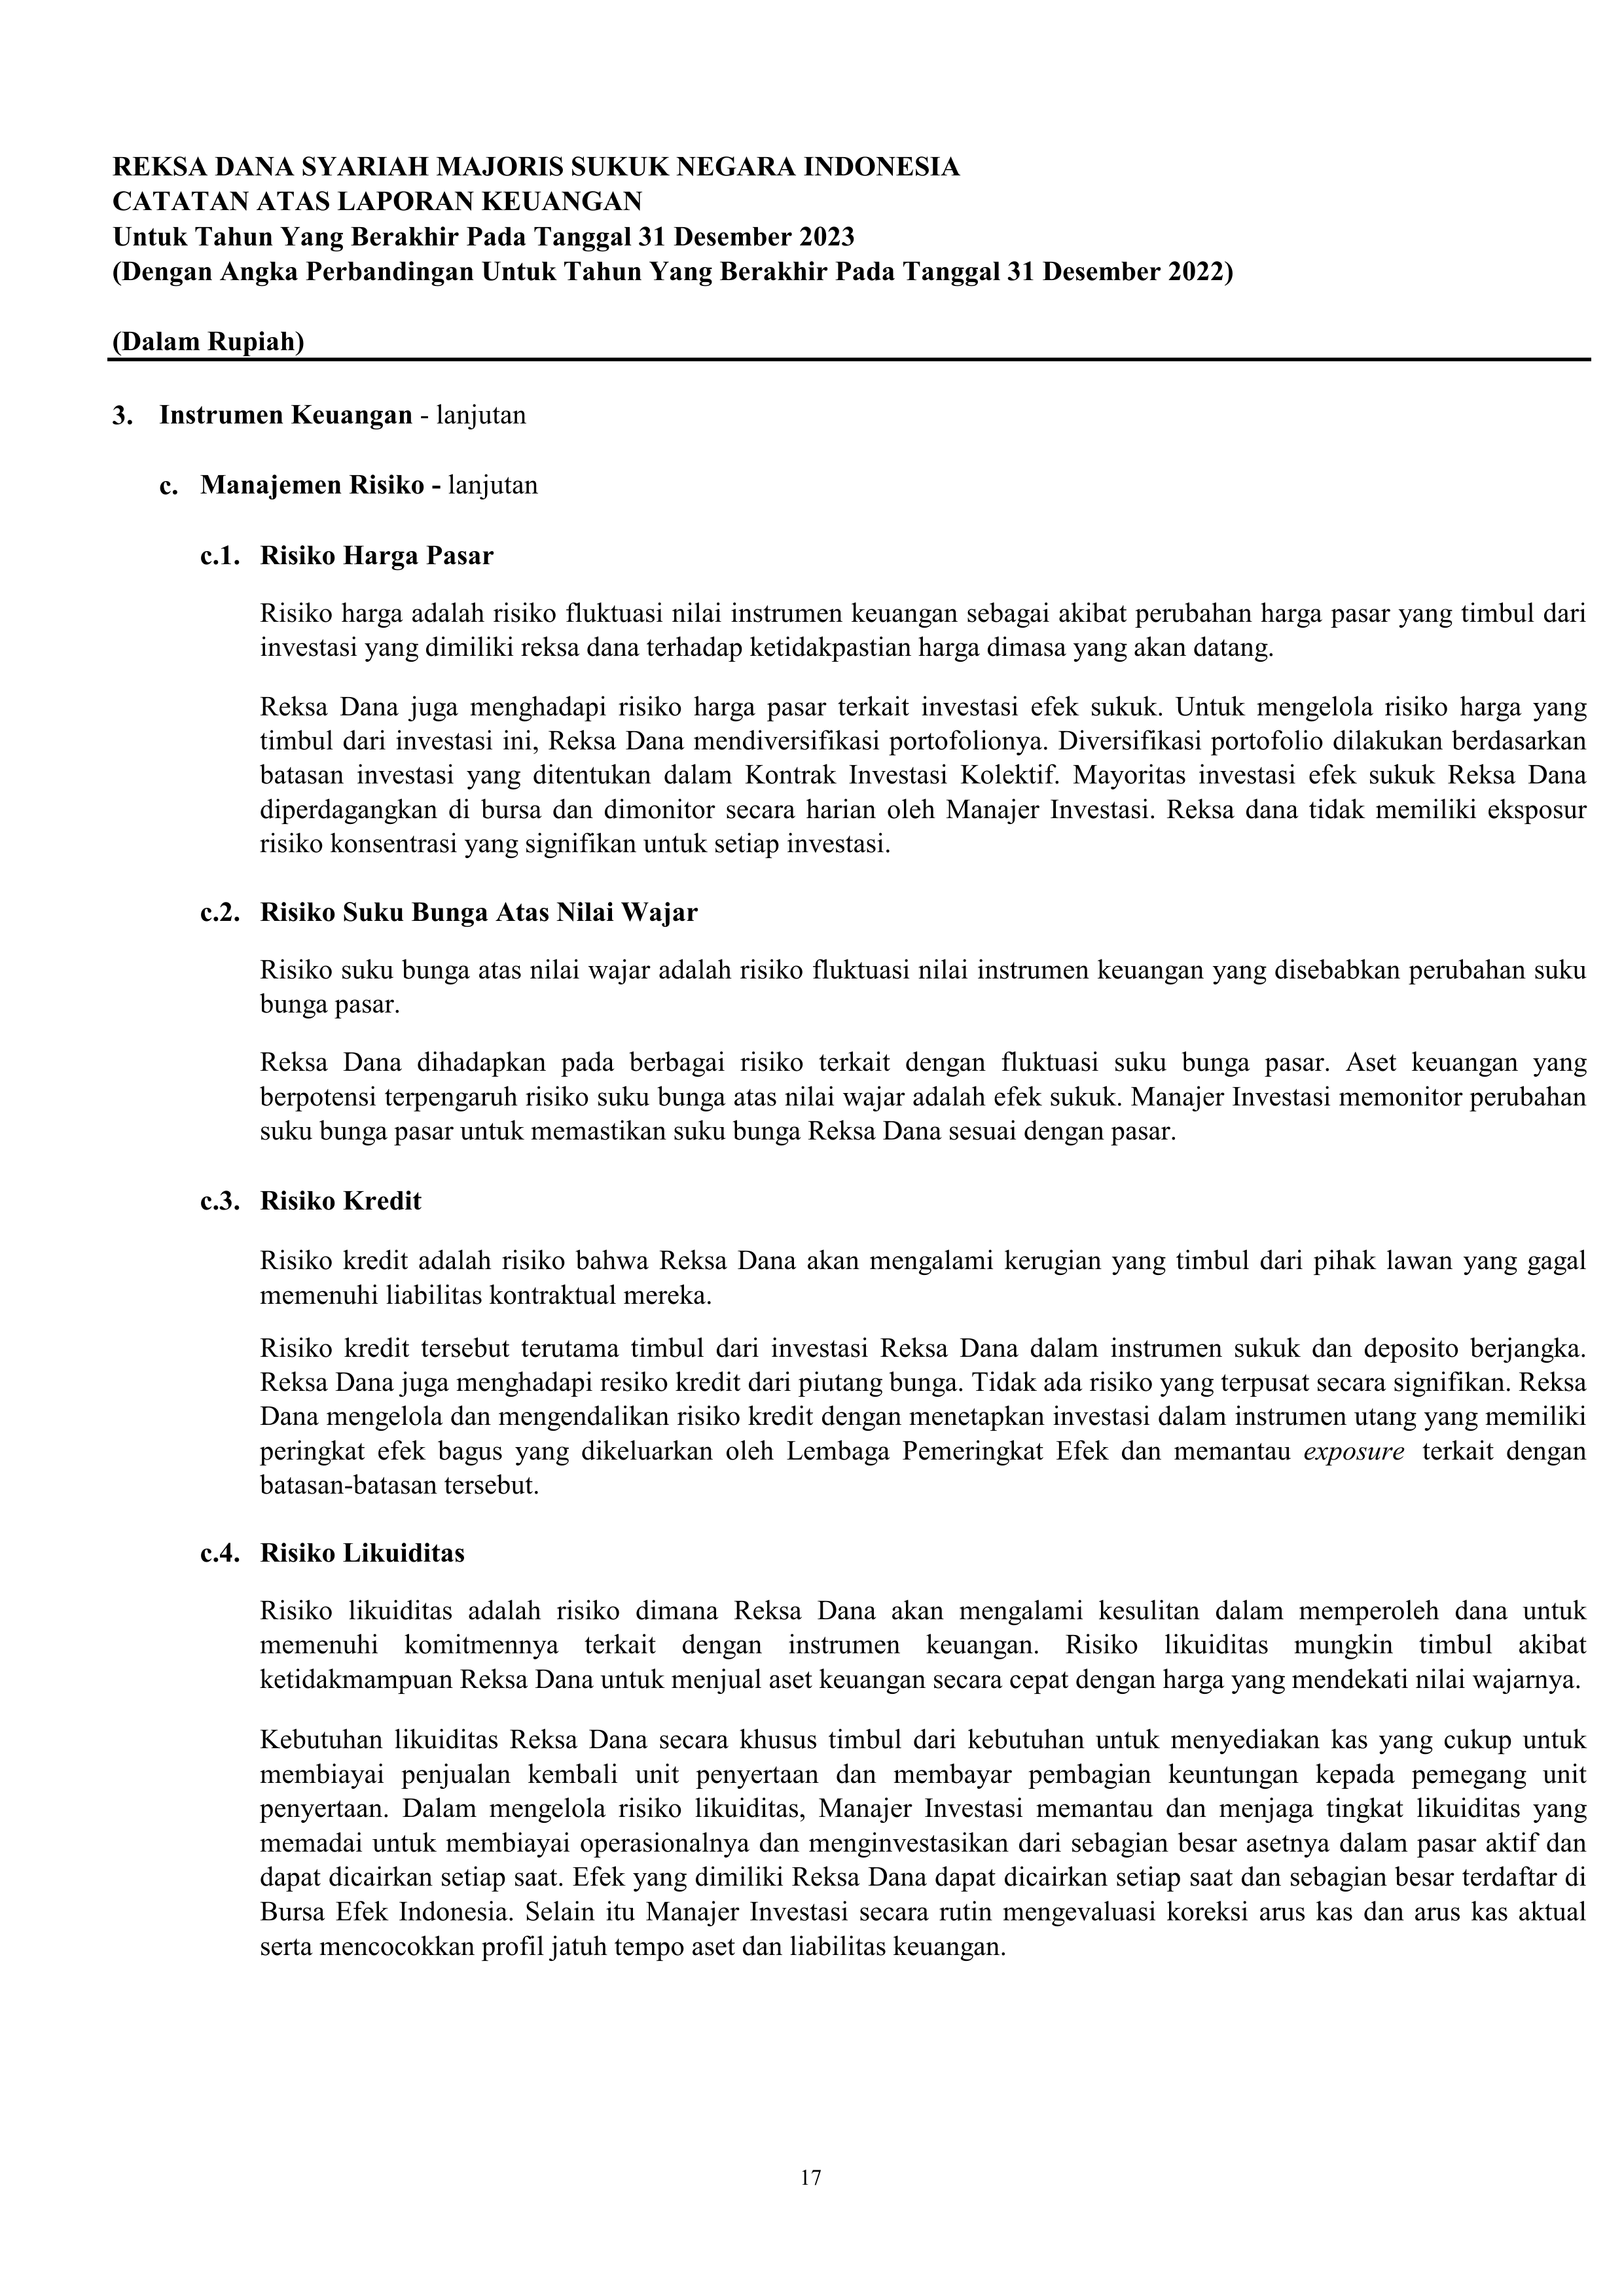 REKSA DANA SYARIAH MAJORIS SUKUK NEGARA INDONESIA
CATATAN ATAS LAPORAN KEUANGAN
Untuk Tahun Yang Berakhir Pada Tanggal 31 Desember 2023
(Dengan Angka Perbandingan Untuk Tahun Yang Berakhir Pada Tanggal 31 Desember 2022)
(Dalam Rupiah)
3. Instrumen Keuangan - lanjutan
c. Manajemen Risiko - lanjutan
c.1. Risiko Harga Pasar
Risiko harga adalah risiko fluktuasi nilai instrumen keuangan sebagai akibat perubahan harga pasar yang timbul dari
investasi yang dimiliki reksa dana terhadap ketidakpastian harga dimasa yang akan datang.
Reksa Dana juga menghadapi risiko harga pasar terkait investasi efek sukuk. Untuk mengelola risiko harga yang
timbul dari investasi ini, Reksa Dana mendiversifikasi portofolionya. Diversifikasi portofolio dilakukan berdasarkan
batasan investasi yang ditentukan dalam Kontrak Investasi Kolektif. Mayoritas investasi efek sukuk Reksa Dana
diperdagangkan di bursa dan dimonitor secara harian oleh Manajer Investasi. Reksa dana tidak memiliki eksposur
risiko konsentrasi yang signifikan untuk setiap investasi.
c.2. Risiko Suku Bunga Atas Nilai Wajar
Risiko suku bunga atas nilai wajar adalah risiko fluktuasi nilai instrumen keuangan yang disebabkan perubahan suku
bunga pasar.
Reksa Dana dihadapkan pada berbagai risiko terkait dengan fluktuasi suku bunga pasar. Aset keuangan yang
berpotensi terpengaruh risiko suku bunga atas nilai wajar adalah efek sukuk. Manajer Investasi memonitor perubahan
suku bunga pasar untuk memastikan suku bunga Reksa Dana sesuai dengan pasar.
c.3. Risiko Kredit
Risiko kredit adalah risiko bahwa Reksa Dana akan mengalami kerugian yang timbul dari pihak lawan yang gagal
memenuhi liabilitas kontraktual mereka.
Risiko kredit tersebut terutama timbul dari investasi Reksa Dana dalam instrumen sukuk dan deposito berjangka.
Reksa Dana juga menghadapi resiko kredit dari piutang bunga. Tidak ada risiko yang terpusat secara signifikan. Reksa
Dana mengelola dan mengendalikan risiko kredit dengan menetapkan investasi dalam instrumen utang yang memiliki
peringkat efek bagus yang dikeluarkan oleh Lembaga Pemeringkat Efek dan memantau exposure terkait dengan
batasan-batasan tersebut.
c.4. Risiko Likuiditas
Risiko likuiditas adalah risiko dimana Reksa Dana akan mengalami kesulitan dalam memperoleh dana untuk
memenuhi komitmennya terkait dengan instrumen keuangan. Risiko likuiditas mungkin timbul akibat
ketidakmampuan Reksa Dana untuk menjual aset keuangan secara cepat dengan harga yang mendekati nilai wajarnya.
Kebutuhan likuiditas Reksa Dana secara khusus timbul dari kebutuhan untuk menyediakan kas yang cukup untuk
membiayai penjualan kembali unit penyertaan dan membayar pembagian keuntungan kepada pemegang unit
penyertaan. Dalam mengelola risiko likuiditas, Manajer Investasi memantau dan menjaga tingkat likuiditas yang
memadai untuk membiayai operasionalnya dan menginvestasikan dari sebagian besar asetnya dalam pasar aktif dan
dapat dicairkan setiap saat. Efek yang dimiliki Reksa Dana dapat dicairkan setiap saat dan sebagian besar terdaftar di
Bursa Efek Indonesia. Selain itu Manajer Investasi secara rutin mengevaluasi koreksi arus kas dan arus kas aktual
serta mencocokkan profil jatuh tempo aset dan liabilitas keuangan.
17